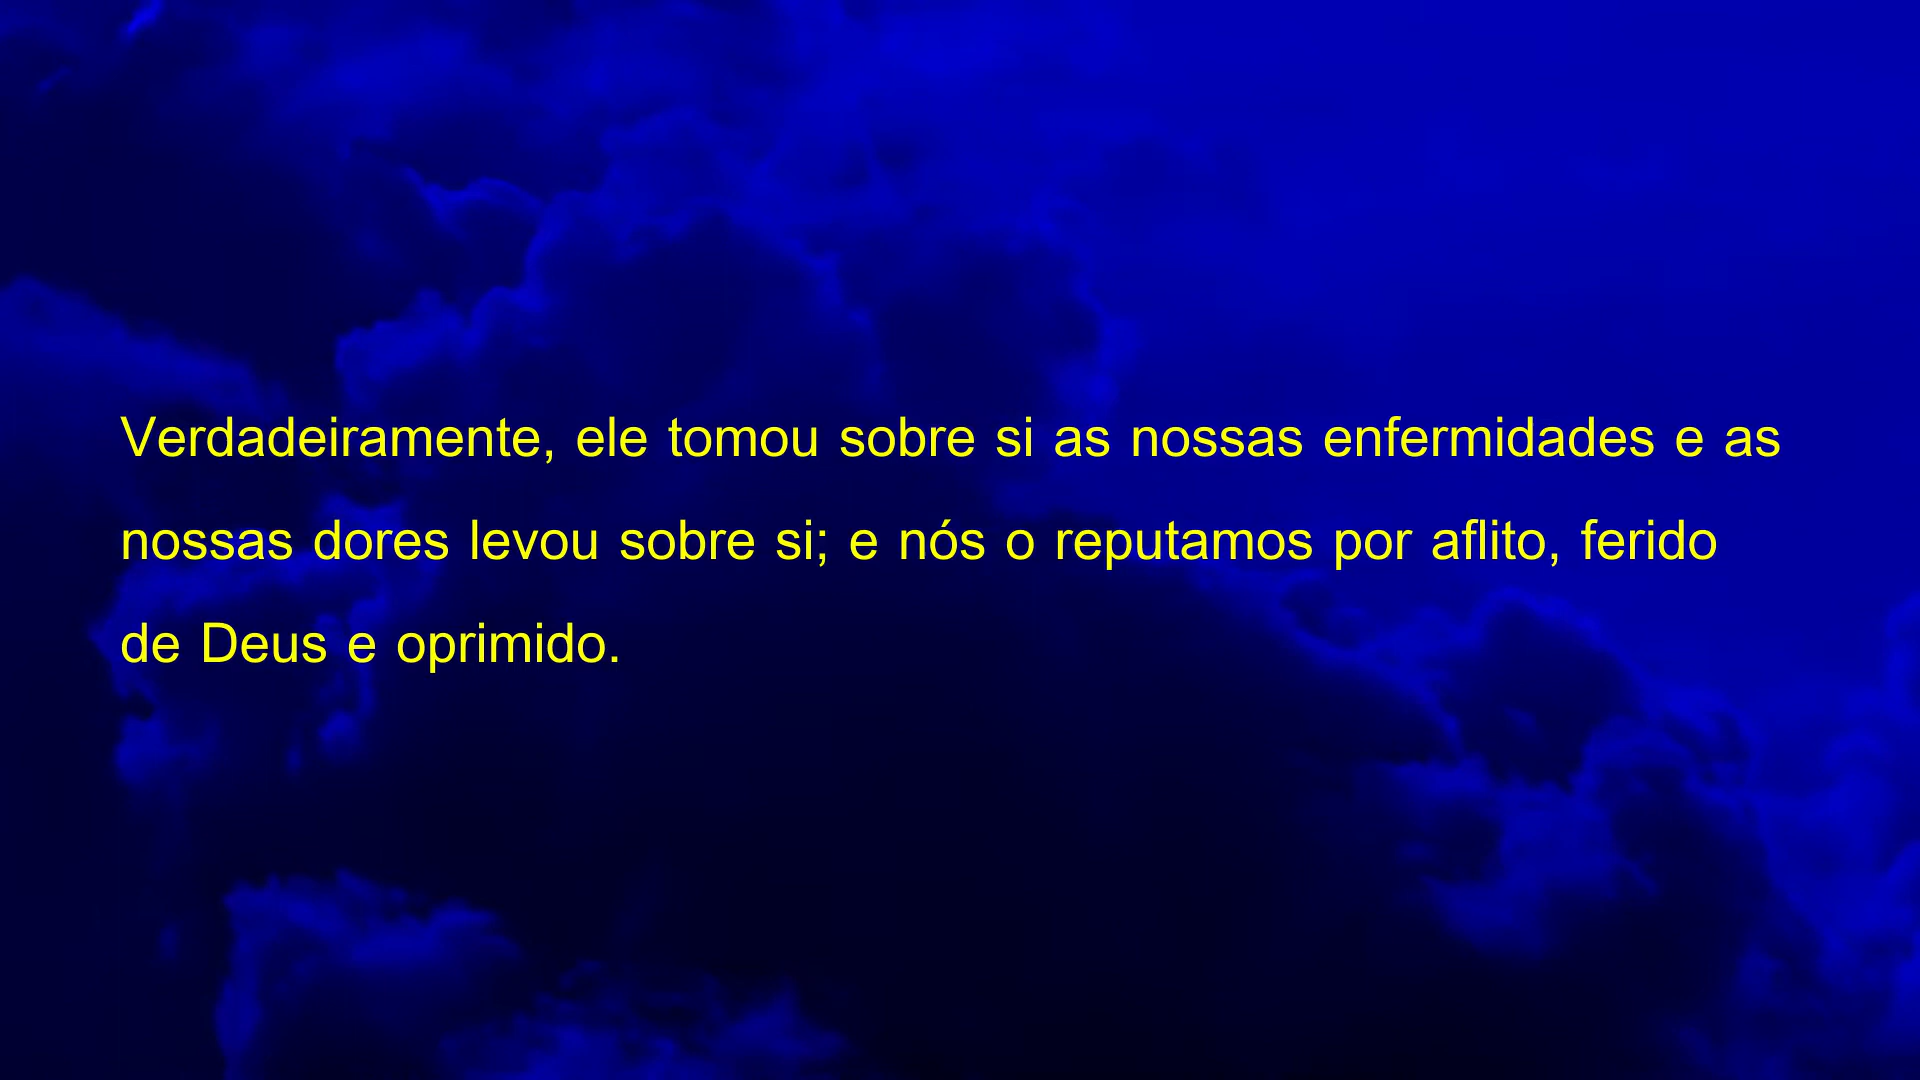 Verdadeiramente, ele tomou sobre si as nossas enfermidades e as
nossas dores levou sobre si; e nós o reputamos por aflito, ferido
de Deus e oprimido.